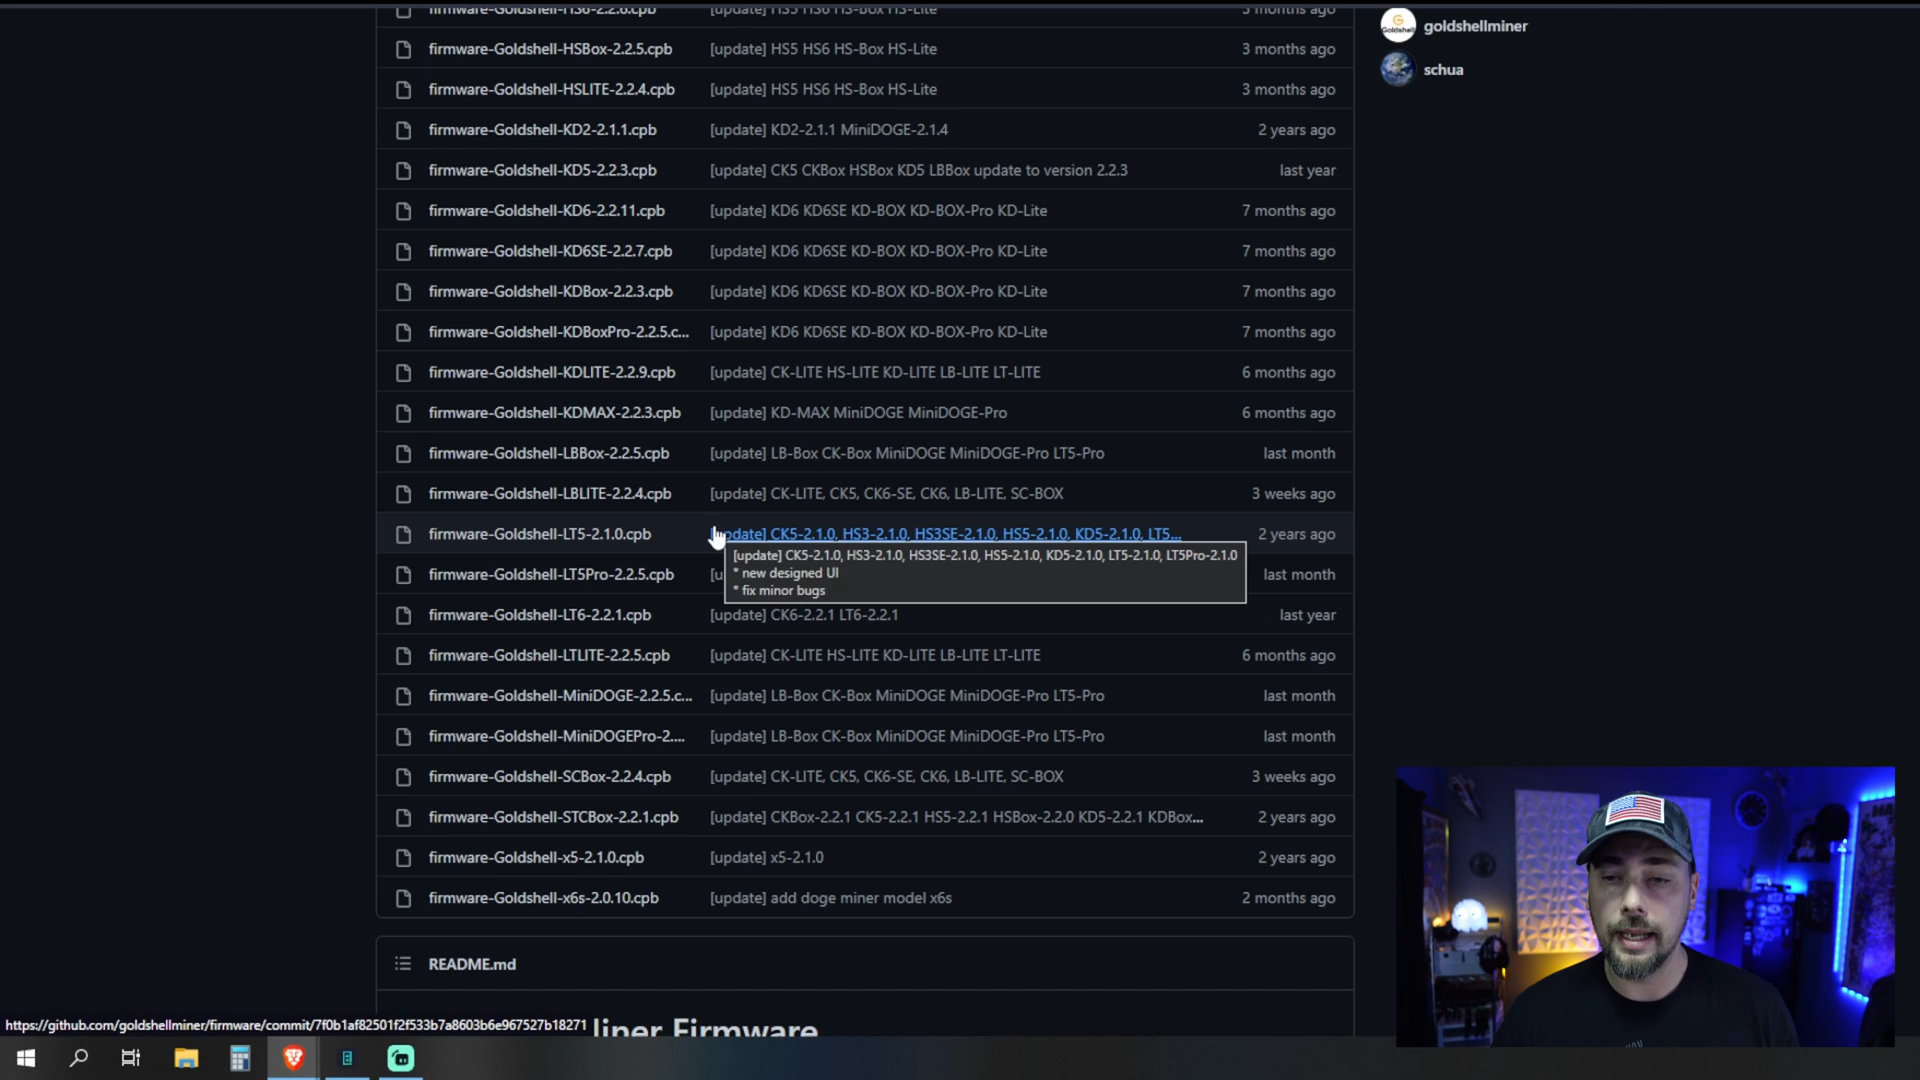 firmware-Goldshell-HS6-2.2.6.cpb [update] HS5 HS6 HS-Box HS-Lite 3 months ago
firmware-Goldshell-HSBox-2.2.5.cpb [update] HS5 HS6 HS-Box HS-Lite 3 months ago
firmware-Goldshell-HSLITE-2.2.4.cpb [update] HS5 HS6 HS-Box HS-Lite 3 months ago
firmware-Goldshell-KD2-2.1.1.cpb [update] KD2-2.1.1 MiniDOGE-2.1.4 2 years ago
firmware-Goldshell-KD5-2.2.3.cpb [update] CK5 CKBox HSBox KD5 LBBox update to version 2.2.3 last year
firmware-Goldshell-KD6-2.2.11.cpb [update] KD6 KD6SE KD-BOX KD-BOX-Pro KD-Lite 7 months ago
firmware-Goldshell-KD6SE-2.2.7.cpb [update] KD6 KD6SE KD-BOX KD-BOX-Pro KD-Lite 7 months ago
firmware-Goldshell-KDBox-2.2.3.cpb [update] KD6 KD6SE KD-BOX KD-BOX-Pro KD-Lite 7 months ago
firmware-Goldshell-KDBoxPro-2.2.5.c... [update] KD6 KD6SE KD-BOX KD-BOX-Pro KD-Lite 7 months ago
firmware-Goldshell-KDLITE-2.2.9.cpb [update] CK-LITE HS-LITE KD-LITE LB-LITE LT-LITE 6 months ago
firmware-Goldshell-KDMAX-2.2.3.cpb [update] KD-MAX MiniDOGE MiniDOGE-Pro 6 months ago
firmware-Goldshell-LBBox-2.2.5.cpb [update] LB-Box CK-Box MiniDOGE MiniDOGE-Pro LT5-Pro last month
firmware-Goldshell-LBLITE-2.2.4.cpb [update] CK-LITE, CK5, CK6-SE, CK6, LB-LITE, SC-BOX 3 weeks ago
firmware-Goldshell-LT5-2.1.0.cpb [update] CK5-2.1.0, HS3-2.1.0, HS3SE-2.1.0, HS5-2.1.0, KD5-2.1.0, LT5... 2 years ago
[update] CK5-2.1.0, HS3-2.1.0, HS3SE-2.1.0, HS5-2.1.0, KD5-2.1.0, LT5-2.1.0, LT5Pro-2.1.0
* new designed UI
* fix minor bugs
firmware-Goldshell-LT5Pro-2.2.5.cpb [u last month
firmware-Goldshell-LT6-2.2.1.cpb [update] CK6-2.2.1 LT6-2.2.1 last year
firmware-Goldshell-LTLITE-2.2.5.cpb [update] CK-LITE HS-LITE KD-LITE LB-LITE LT-LITE 6 months ago
firmware-Goldshell-MiniDOGE-2.2.5.c... [update] LB-Box CK-Box MiniDOGE MiniDOGE-Pro LT5-Pro last month
firmware-Goldshell-MiniDOGEPro-2.... [update] LB-Box CK-Box MiniDOGE MiniDOGE-Pro LT5-Pro last month
firmware-Goldshell-SCBox-2.2.4.cpb [update] CK-LITE, CK5, CK6-SE, CK6, LB-LITE, SC-BOX 3 weeks ago
firmware-Goldshell-STCBox-2.2.1.cpb [update] CKBox-2.2.1 CK5-2.2.1 HS5-2.2.1 HSBox-2.2.0 KD5-2.2.1 KDBox... 2 years ago
firmware-Goldshell-x5-2.1.0.cpb [update] x5-2.1.0 2 years ago
firmware-Goldshell-x6s-2.0.10.cpb [update] add doge miner model x6s 2 months ago
README.md
liner Firmware
https://github.com/goldshellminer/firmware/commit/7f0b1af82501f2f533b7a8603b6e967527b18271
goldshellminer
schua